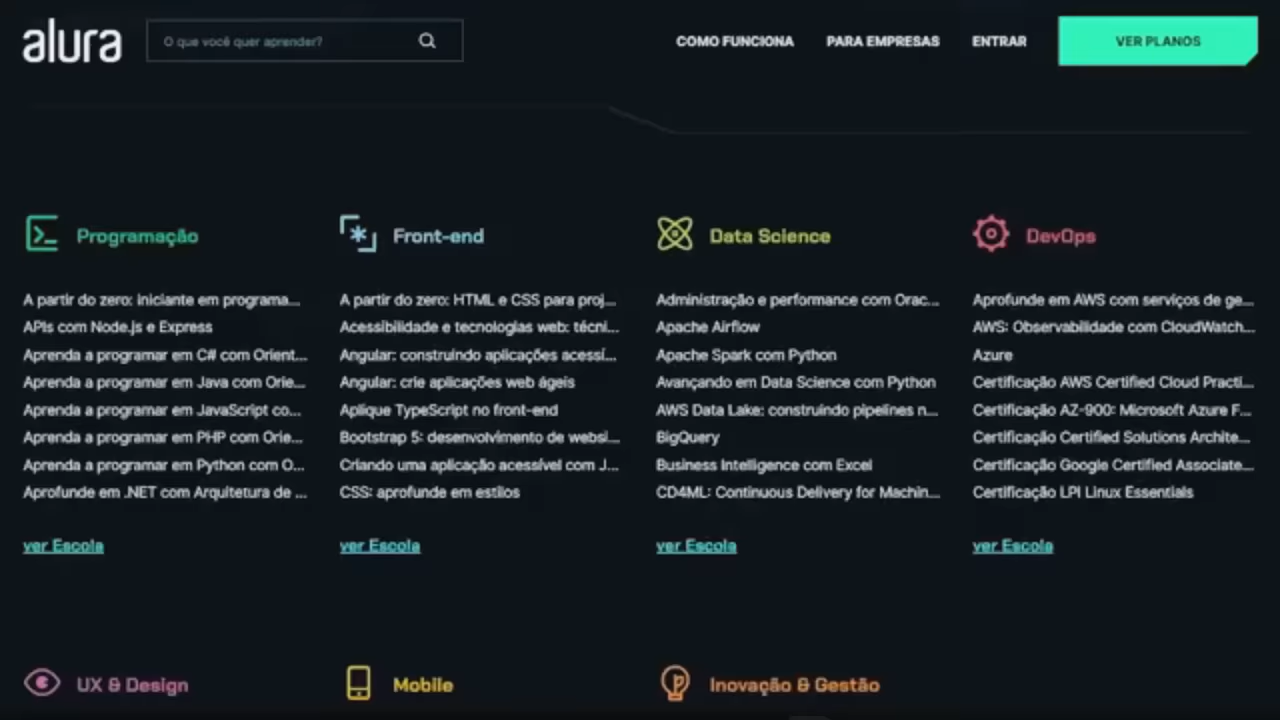 alura
O que você quer aprender?
COMO FUNCIONA
PARA EMPRESAS
ENTRAR
VER PLANOS
Programação
A partir do zero: iniciante em programa...
APIs com Node.js e Express
Aprenda a programar em C# com Orient...
Aprenda a programar em Java com Orie...
Aprenda a programar em JavaScript co...
Aprenda a programar em PHP com Orie...
Aprenda a programar em Python com O...
Aprofunde em .NET com Arquitetura de ...
ver Escola
Front-end
A partir do zero: HTML e CSS para proj...
Acessibilidade e tecnologias web: técni...
Angular: construindo aplicações acessí...
Angular: crie aplicações web ágeis
Aplique TypeScript no front-end
Bootstrap 5: desenvolvimento de websi...
Criando uma aplicação acessível com J...
CSS: aprofunde em estilos
ver Escola
Data Science
Administração e performance com Orac...
Apache Airflow
Apache Spark com Python
Avançando em Data Science com Python
AWS Data Lake: construindo pipelines n...
BigQuery
Business Intelligence com Excel
CD4ML: Continuous Delivery for Machin...
ver Escola
DevOps
Aprofunde em AWS com serviços de ge...
AWS: Observabilidade com CloudWatch...
Azure
Certificação AWS Certified Cloud Practi...
Certificação AZ-900: Microsoft Azure F...
Certificação Certified Solutions Archite...
Certificação Google Certified Associate...
Certificação LPI Linux Essentials
ver Escola
UX & Design
Mobile
Inovação & Gestão